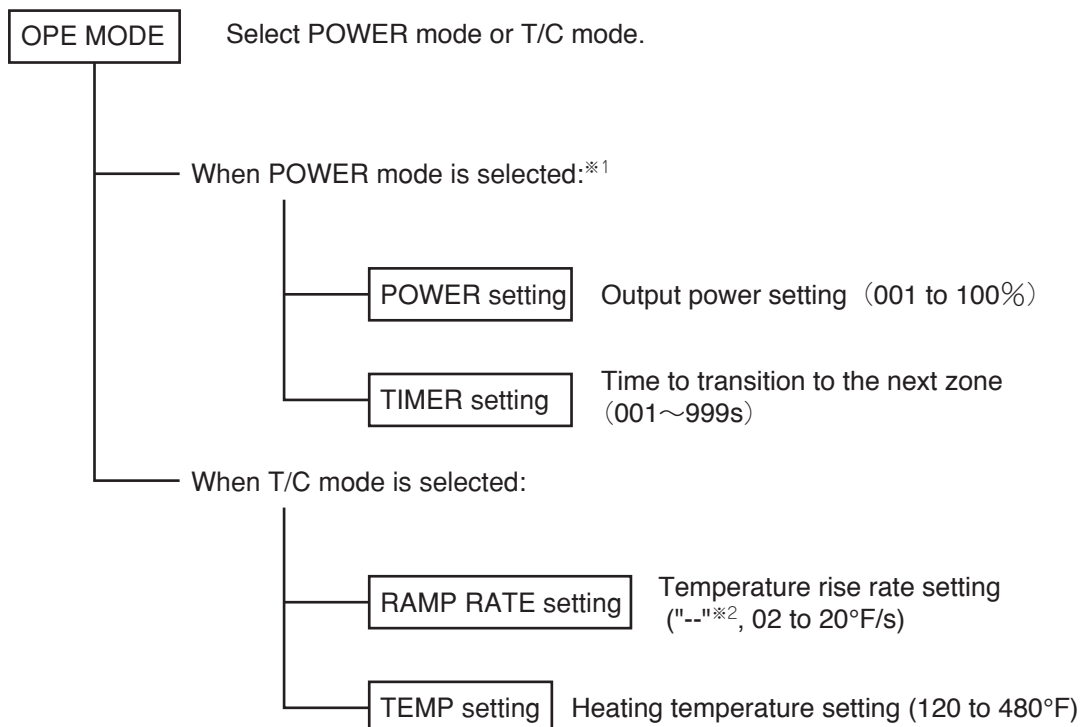 OPE MODE Select POWER mode or T/C mode.
When POWER mode is selected:※1
POWER setting Output power setting（001 to 100％）
TIMER setting Time to transition to the next zone
（001～999s）
When T/C mode is selected:
RAMP RATE setting Temperature rise rate setting
("--"※2, 02 to 20°F/s)
TEMP setting Heating temperature setting (120 to 480°F)